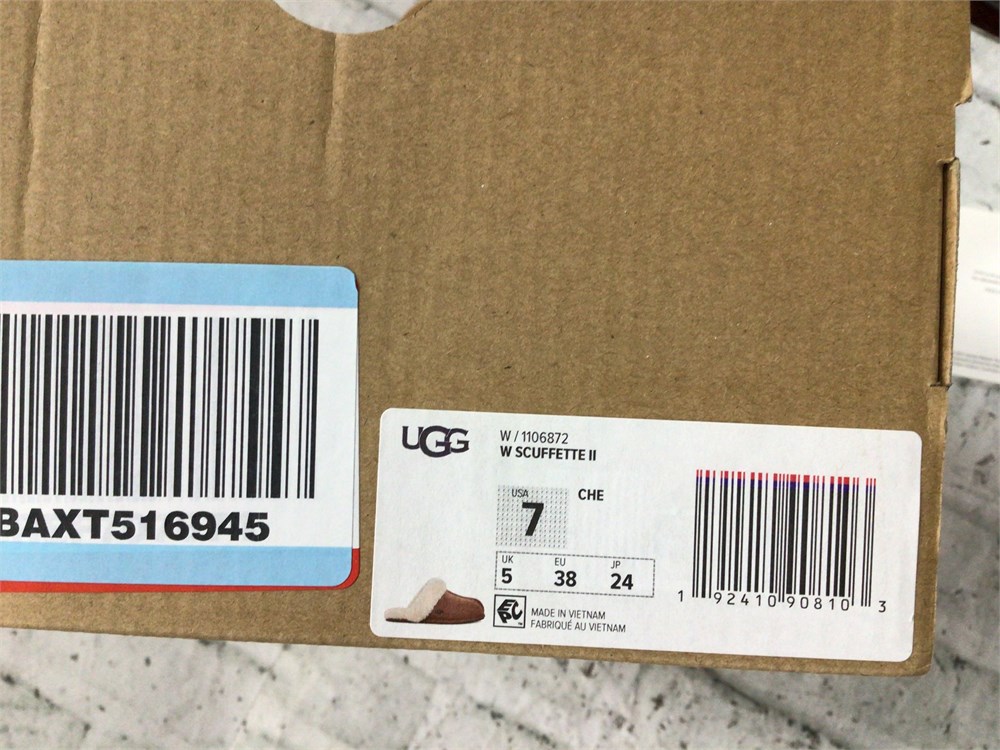 BAXT516945
UGG
W / 1106872
W SCUFFETTE II
USA
7
CHE
UK
5
EU
38
JP
24
EPC
MADE IN VIETNAM
FABRIQUÉ AU VIETNAM
1 92410 90810 3